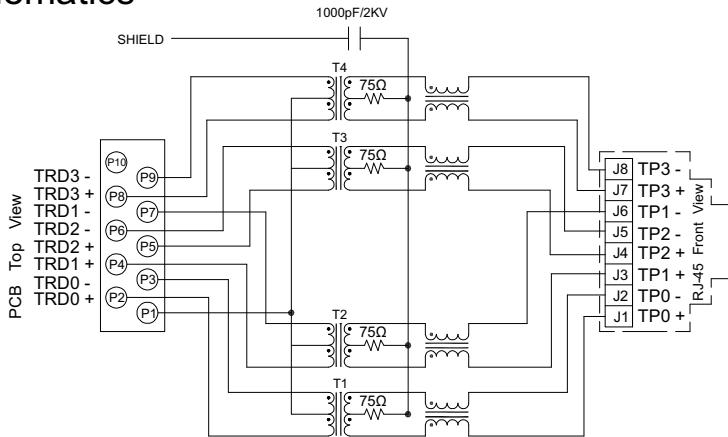 1000pF/2KV
SHIELD
T4
75Ω
T3
75Ω
P10
P9
P8
P7
P6
P5
P4
P3
P2
P1
TRD3 -
TRD3 +
TRD1 -
TRD2 -
TRD2 +
TRD1 +
TRD0 -
TRD0 +
PCB Top View
J8 TP3 -
J7 TP3 +
J6 TP1 -
J5 TP2 -
J4 TP2 +
J3 TP1 +
J2 TP0 -
J1 TP0 +
RJ-45 Front View
T2
75Ω
T1
75Ω